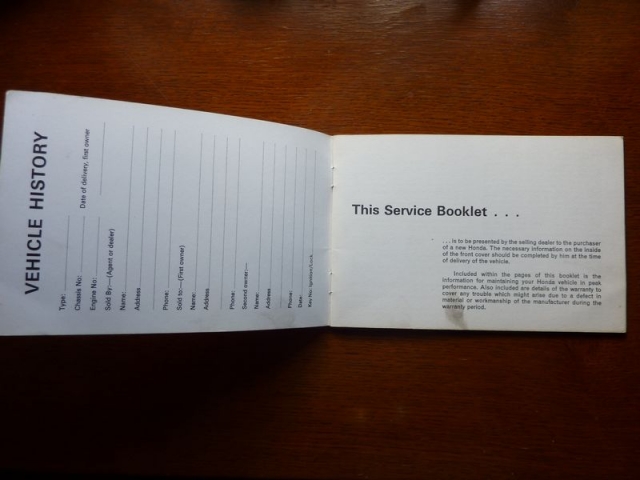 VEHICLE HISTORY
Type:
Chassis No: Date of delivery, first owner
Engine No:
Sold By:—(Agent or dealer)
Name:
Address
Phone:
Sold to:—(First owner)
Name:
Address
Phone:
Second owner:—
Name:
Address
Phone:
Date:
Key No: Ignition/Lock.
This Service Booklet . . .
. . . is to be presented by the selling dealer to the purchaser
of a new Honda. The necessary information on the inside
of the front cover should be completed by him at the time
of delivery of the vehicle.
Included within the pages of this booklet is the
information for maintaining your Honda vehicle in peak
performance. Also included are details of the warranty to
cover any trouble which might arise due to a defect in
material or workmanship of the manufacturer during the
warranty period.